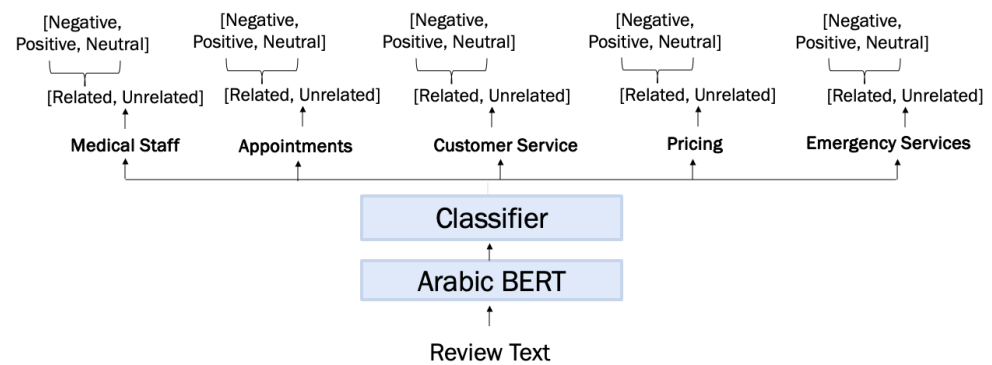 [Negative,
Positive, Neutral]
[Negative,
Positive, Neutral]
[Negative,
Positive, Neutral]
[Negative,
Positive, Neutral]
[Negative,
Positive, Neutral]
[Related, Unrelated]
[Related, Unrelated]
[Related, Unrelated]
[Related, Unrelated]
[Related, Unrelated]
Medical Staff
Appointments
Customer Service
Pricing
Emergency Services
Classifier
Arabic BERT
Review Text